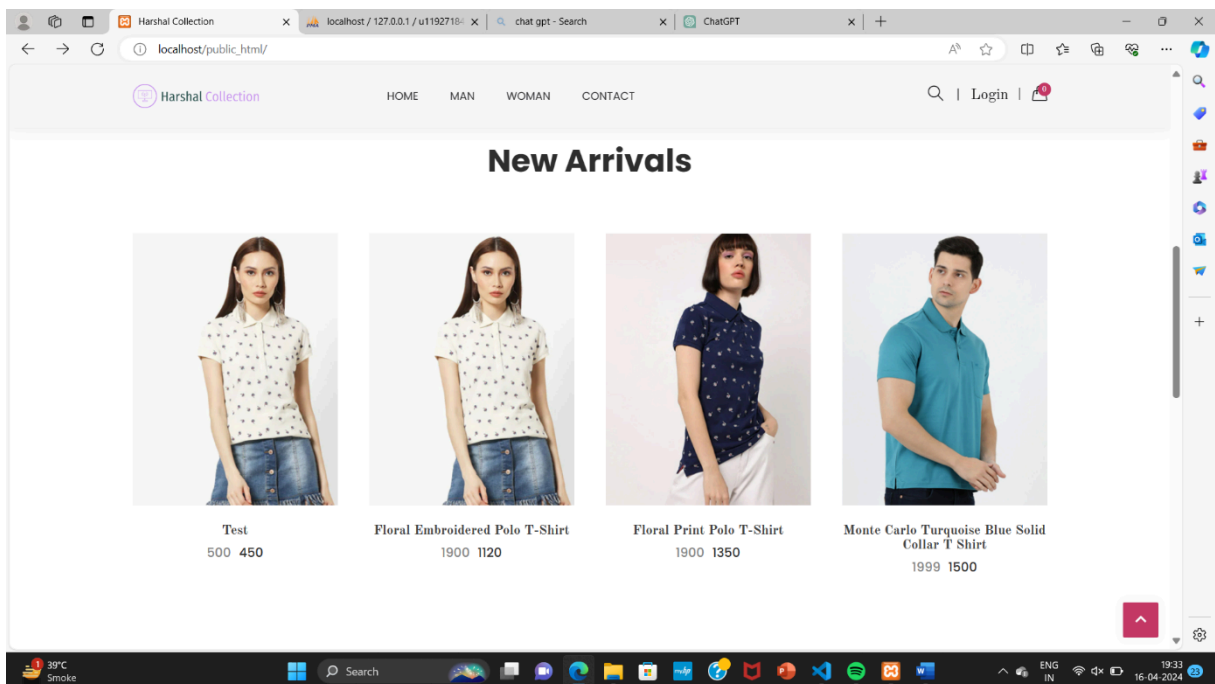 Harshal Collection
localhost / 127.0.0.1 / u11927184
chat gpt - Search
ChatGPT
localhost/public_html/
Harshal Collection
HOME MAN WOMAN CONTACT
| Login |
0
New Arrivals
Test
500 450
Floral Embroidered Polo T-Shirt
1900 1120
Floral Print Polo T-Shirt
1900 1350
Monte Carlo Turquoise Blue Solid
Collar T Shirt
1999 1500
1
39°C
Smoke
Search
ENG
IN
19:33
16-04-2024
23